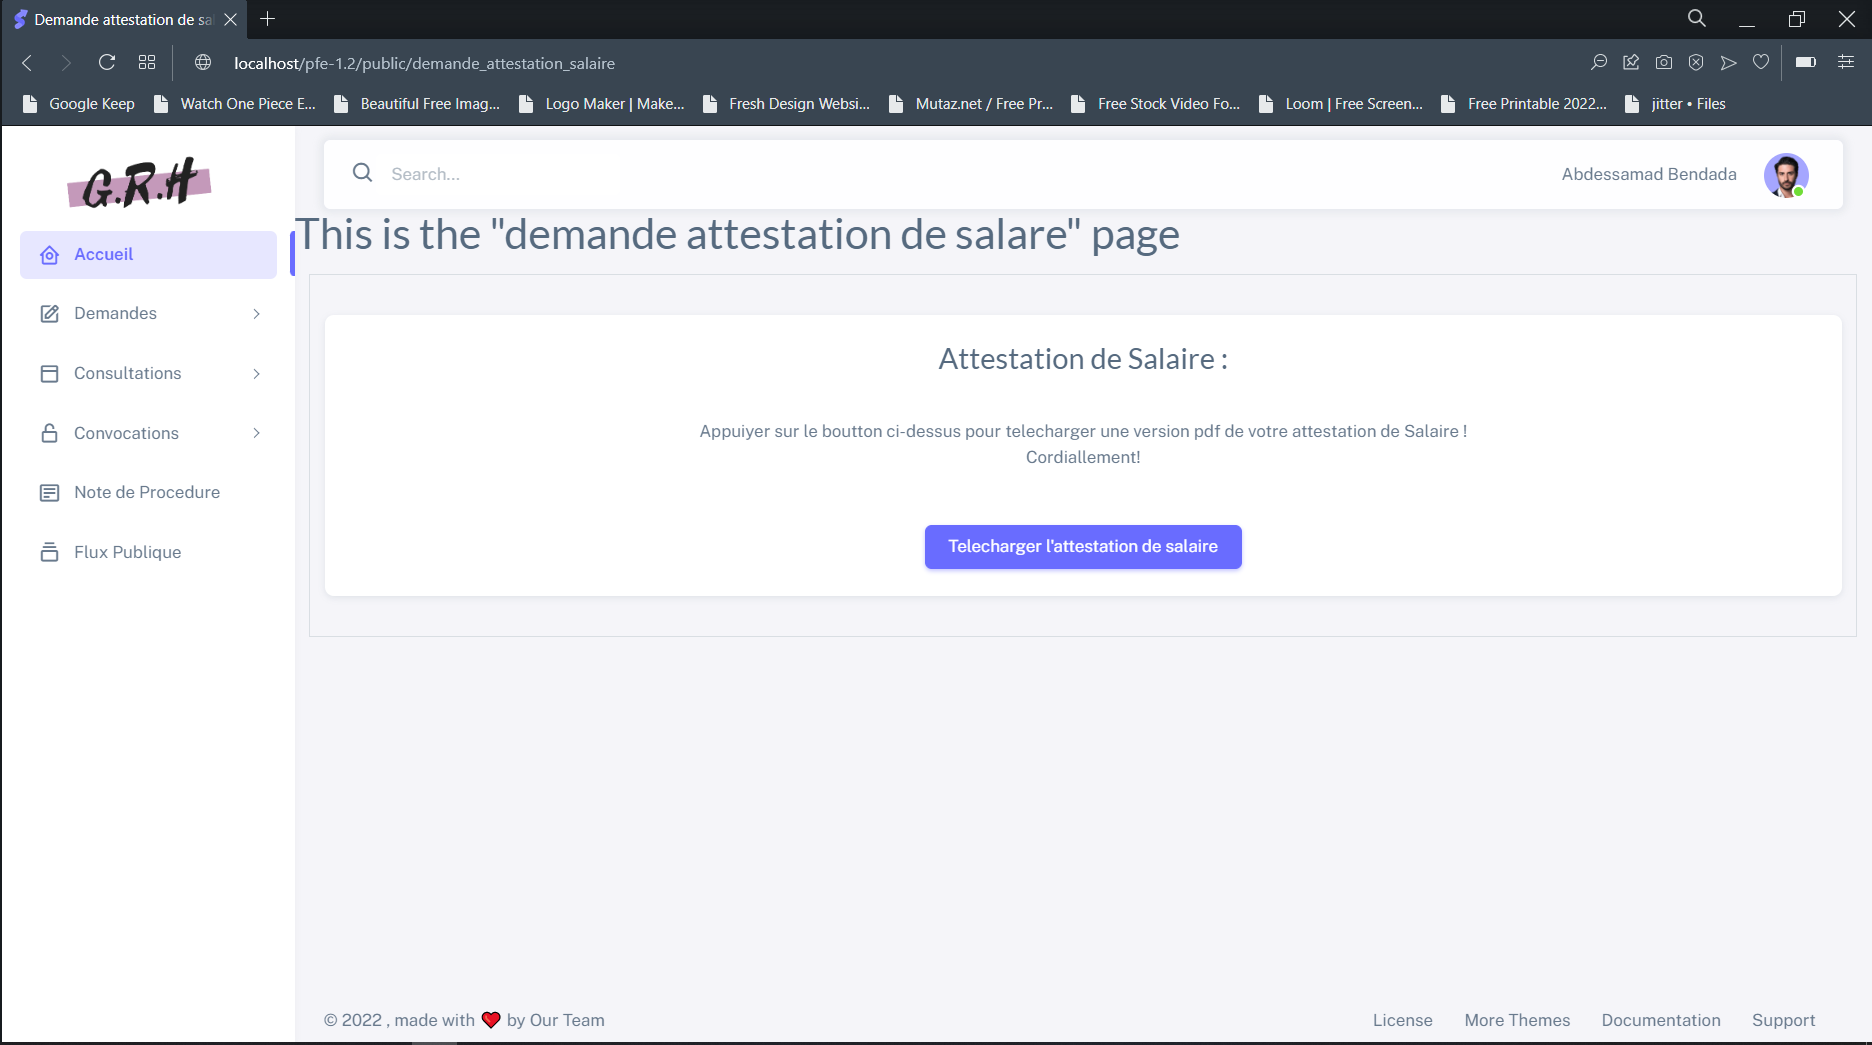 Demande attestation de sa
localhost/pfe-1.2/public/demande_attestation_salaire
Google Keep
Watch One Piece E...
Beautiful Free Imag...
Logo Maker | Make...
Fresh Design Websi...
Mutaz.net / Free Pr...
Free Stock Video Fo...
Loom | Free Screen...
Free Printable 2022...
jitter • Files
G.R.H
Search...
Abdessamad Bendada
Accueil
Demandes
Consultations
Convocations
Note de Procedure
Flux Publique
This is the "demande attestation de salare" page
Attestation de Salaire :
Appuiyer sur le boutton ci-dessus pour telecharger une version pdf de votre attestation de Salaire !
Cordiallement!
Telecharger l'attestation de salaire
© 2022 , made with ❤️ by Our Team
License
More Themes
Documentation
Support